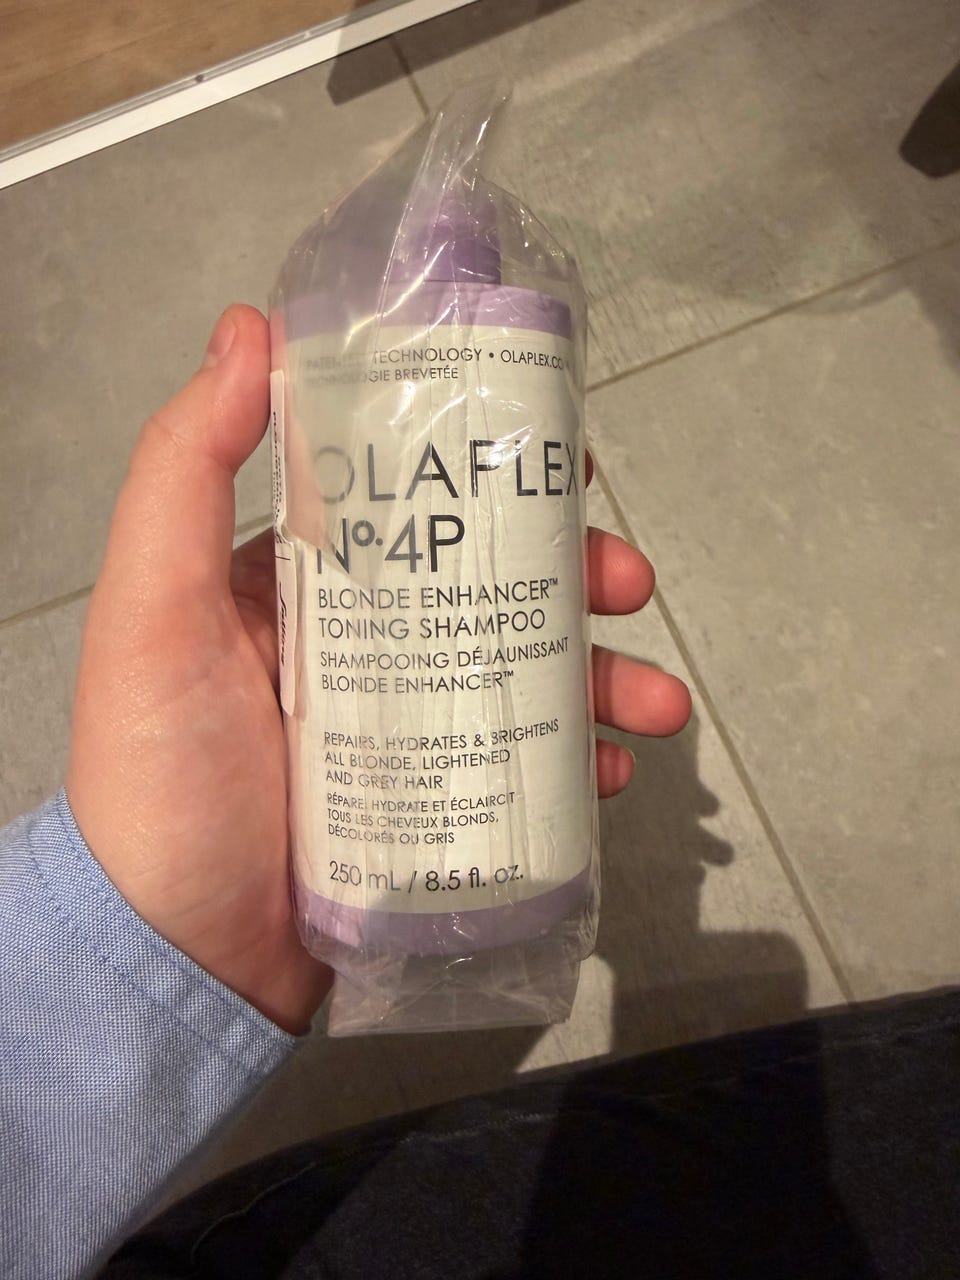 PATENTED TECHNOLOGY • OLAPLEX.CO
TECHNOLOGIE BREVETÉE
OLAPLEX
Nº.4P
BLONDE ENHANCER™
TONING SHAMPOO
SHAMPOOING DÉJAUNISSANT
BLONDE ENHANCER™
REPAIRS, HYDRATES & BRIGHTENS
ALL BLONDE, LIGHTENED
AND GREY HAIR
RÉPARE, HYDRATE ET ÉCLAIRCIT
TOUS LES CHEVEUX BLONDS,
DÉCOLORÉS OU GRIS
250 mL / 8.5 fl. oz.